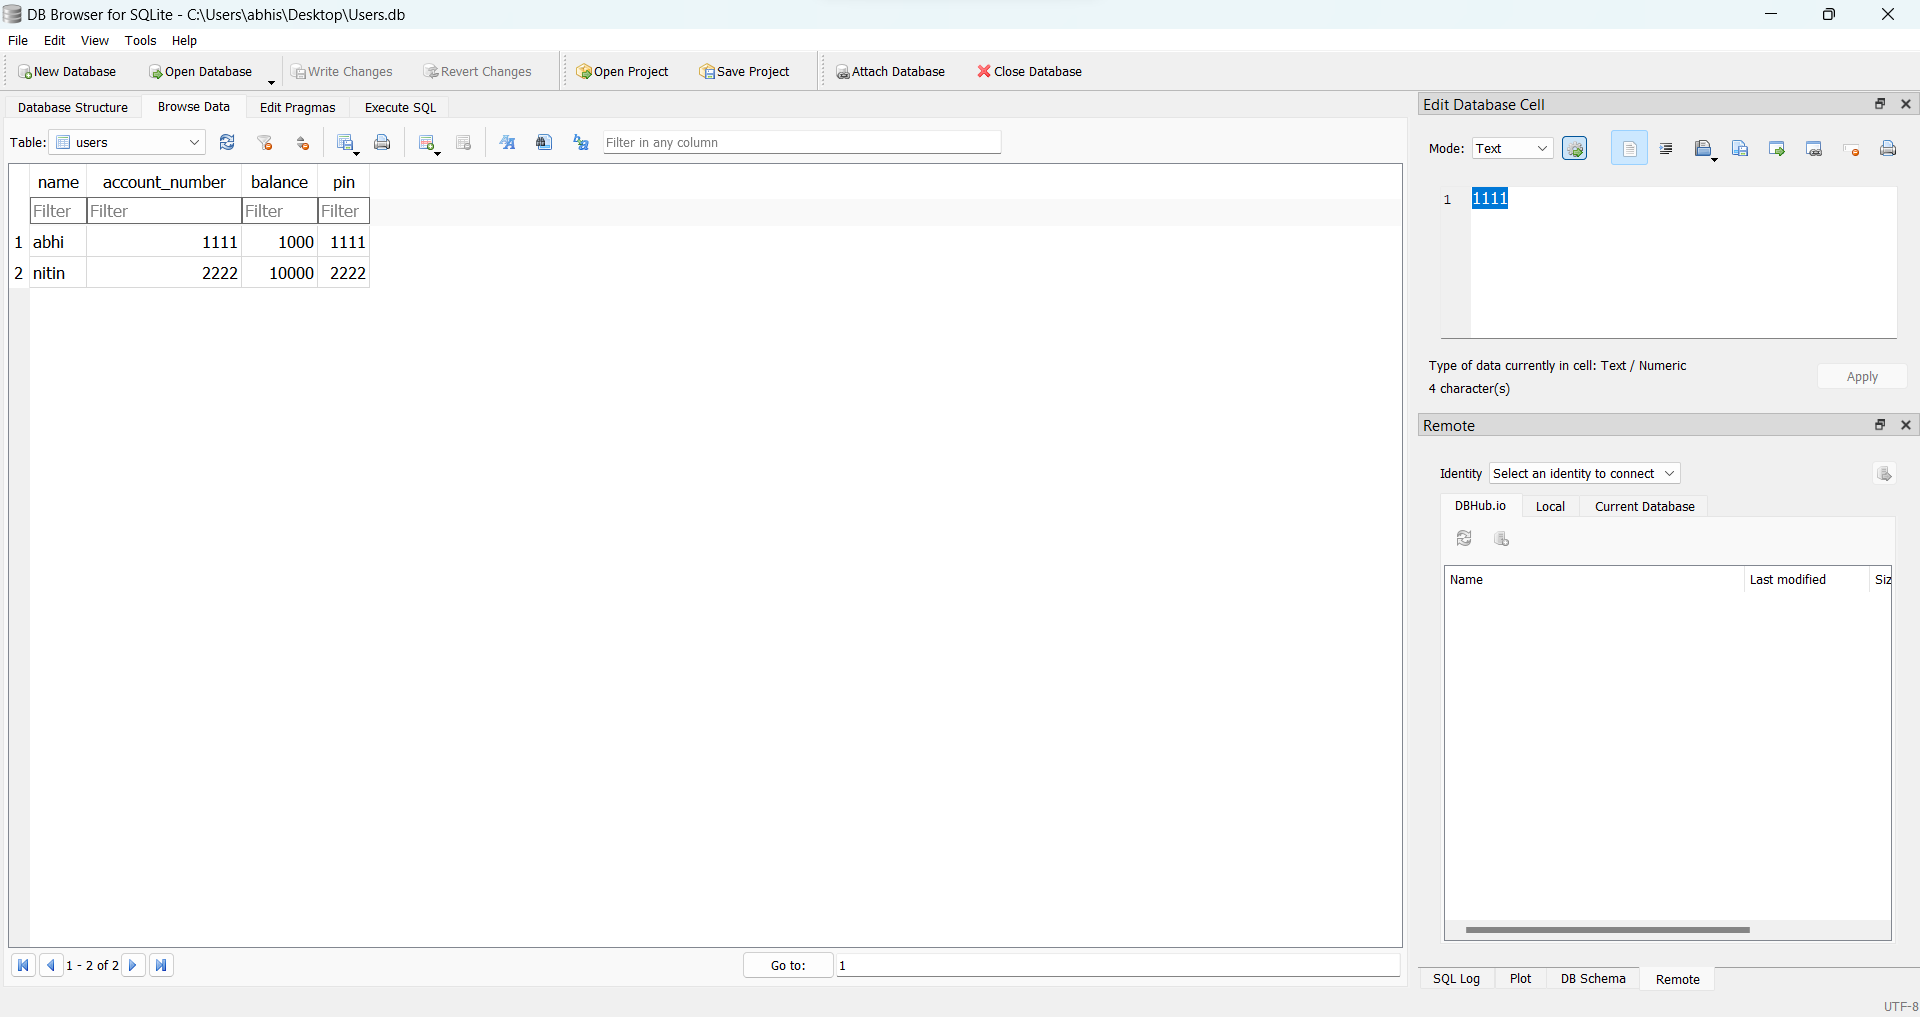 DB Browser for SQLite - C:\Users\abhis\Desktop\Users.db
File Edit View Tools Help
New Database Open Database Write Changes Revert Changes Open Project Save Project Attach Database Close Database
Database Structure Browse Data Edit Pragmas Execute SQL
Table: users Filter in any column
name account_number balance pin
Filter Filter Filter Filter
1 abhi 1111 1000 1111
2 nitin 2222 10000 2222
1 - 2 of 2 Go to: 1
Edit Database Cell
Mode: Text
1 1111
Type of data currently in cell: Text / Numeric
4 character(s)
Apply
Remote
Identity Select an identity to connect
DBHub.io Local Current Database
Name Last modified Siz
SQL Log Plot DB Schema Remote
UTF-8